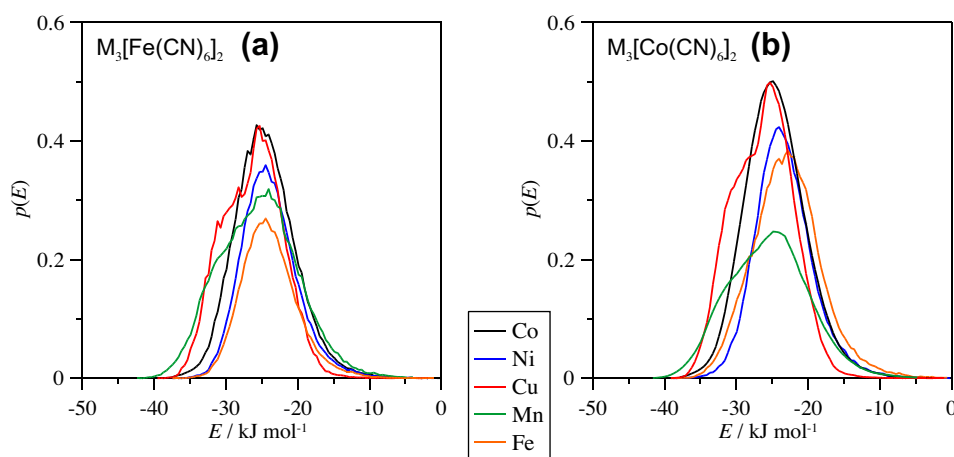 M₃[Fe(CN)₆]₂ (a)
0.6
0.4
0.2
0
p(E)
-50 -40 -30 -20 -10 0
E / kJ mol⁻¹
M₃[Co(CN)₆]₂ (b)
0.6
0.4
0.2
0
p(E)
-50 -40 -30 -20 -10 0
E / kJ mol⁻¹
Co
Ni
Cu
Mn
Fe